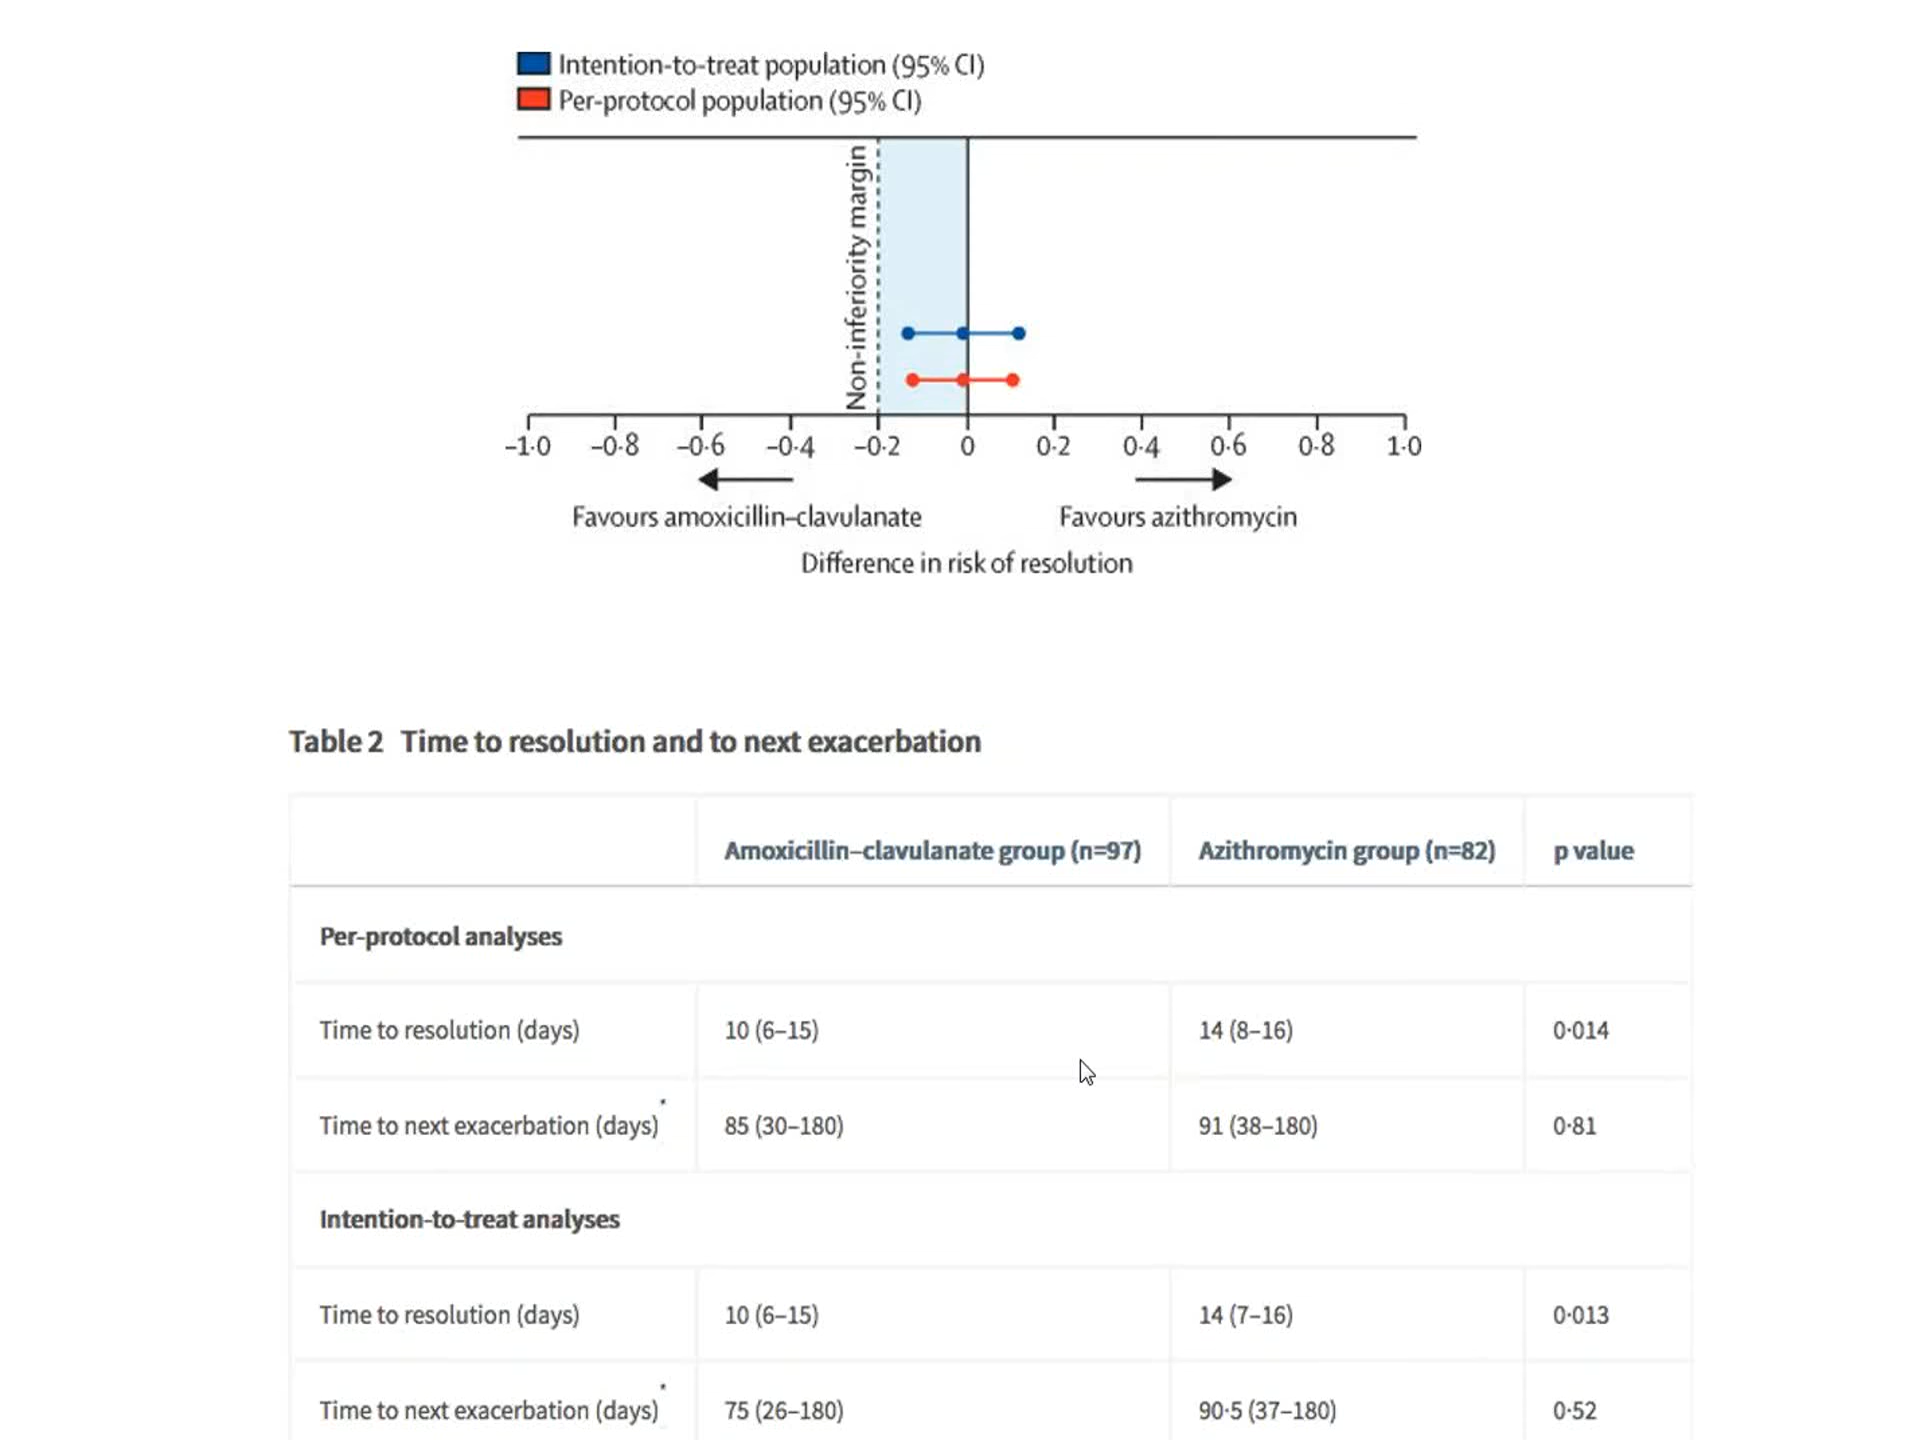 Intention-to-treat population (95% CI)
Per-protocol population (95% CI)
Non-inferiority margin
–1·0 –0·8 –0·6 –0·4 –0·2 0 0·2 0·4 0·6 0·8 1·0
Favours amoxicillin–clavulanate Favours azithromycin
Difference in risk of resolution
Table 2 Time to resolution and to next exacerbation
Amoxicillin–clavulanate group (n=97) Azithromycin group (n=82) p value
Per-protocol analyses
Time to resolution (days) 10 (6–15) 14 (8–16) 0·014
Time to next exacerbation (days)* 85 (30–180) 91 (38–180) 0·81
Intention-to-treat analyses
Time to resolution (days) 10 (6–15) 14 (7–16) 0·013
Time to next exacerbation (days)* 75 (26–180) 90·5 (37–180) 0·52